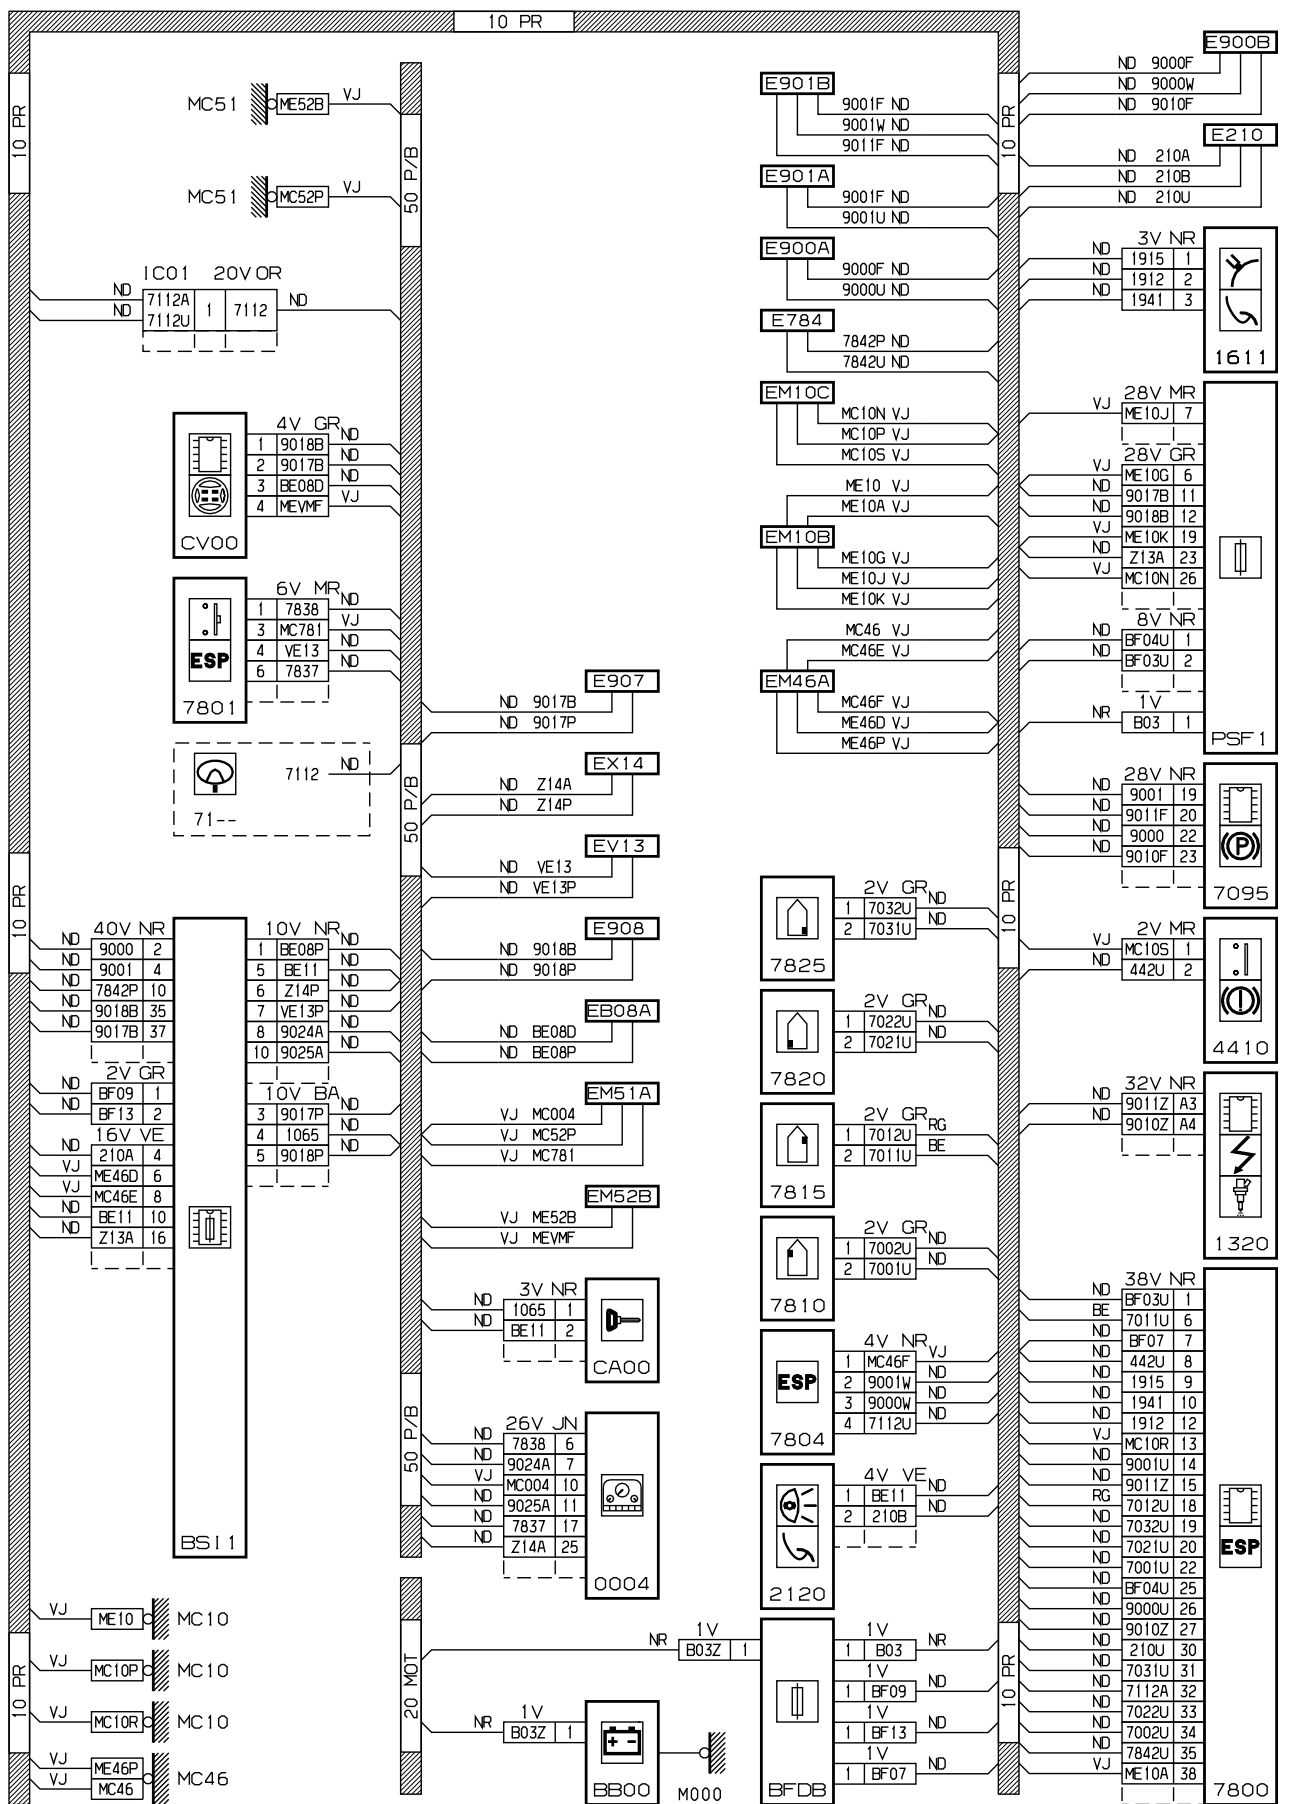 10 PR
10 PR
MC51 ME52B VJ
MC51 MC52P VJ
50 P/B
IC01 20V OR
ND 7112A
ND 7112U
1 7112 ND
CV00
4V GR
1 9018B ND
2 9017B ND
3 BE08D ND
4 MEVMF VJ
7801
ESP
6V MR
1 7838 ND
3 MC781 VJ
4 VE13 ND
6 7837 ND
71--
7112 ND
50 P/B
10 PR
BSI1
40V NR
ND 9000 2
ND 9001 4
ND 7842P 10
ND 9018B 35
ND 9017B 37
2V GR
ND BF09 1
ND BF13 2
16V VE
ND 210A 4
VJ ME46D 6
VJ MC46E 8
ND BE11 10
ND Z13A 16
10V NR
1 BE08P ND
5 BE11 ND
6 Z14P ND
7 VE13P ND
8 9024A ND
10 9025A ND
10V BA
3 9017P ND
4 1065 ND
5 9018P ND
VJ ME10 MC10
VJ MC10P MC10
VJ MC10R MC10
VJ ME46P
VJ MC46
MC46
10 PR
E907
ND 9017B
ND 9017P
EX14
ND Z14A
ND Z14P
EV13
ND VE13
ND VE13P
E908
ND 9018B
ND 9018P
EB08A
ND BE08D
ND BE08P
EM51A
VJ MC004
VJ MC52P
VJ MC781
EM52B
VJ ME52B
VJ MEVMF
CA00
3V NR
ND 1065 1
ND BE11 2
50 P/B
0004
26V JN
ND 7838 6
ND 9024A 7
VJ MC004 10
ND 9025A 11
ND 7837 17
ND Z14A 25
20 MOT
NR B03Z 1
1V
BB00
1V
NR B03Z 1
M000
E901B
9001F ND
9001W ND
9011F ND
E901A
9001F ND
9001U ND
E900A
9000F ND
9000U ND
E784
7842P ND
7842U ND
EM10C
MC10N VJ
MC10P VJ
MC10S VJ
ME10 VJ
ME10A VJ
EM10B
ME10G VJ
ME10J VJ
ME10K VJ
MC46 VJ
MC46E VJ
EM46A
MC46F VJ
ME46D VJ
ME46P VJ
7825
2V GR
1 7032U ND
2 7031U ND
7820
2V GR
1 7022U ND
2 7021U ND
7815
2V GR
1 7012U RG
2 7011U BE
7810
2V GR
1 7002U ND
2 7001U ND
7804
ESP
4V NR
1 MC46F VJ
2 9001W ND
3 9000W ND
4 7112U ND
2120
4V VE
1 BE11 ND
2 210B ND
BFDB
1V
1 B03 NR
1V
1 BF09 ND
1V
1 BF13 ND
1V
1 BF07 ND
10 PR
10 PR
10 PR
E900B
ND 9000F
ND 9000W
ND 9010F
E210
ND 210A
ND 210B
ND 210U
1611
3V NR
ND 1915 1
ND 1912 2
ND 1941 3
PSF1
28V MR
VJ ME10J 7
28V GR
VJ ME10G 6
ND 9017B 11
ND 9018B 12
VJ ME10K 19
ND Z13A 23
VJ MC10N 26
8V NR
ND BF04U 1
ND BF03U 2
1V
NR B03 1
7095
(P)
28V NR
ND 9001 19
ND 9011F 20
ND 9000 22
ND 9010F 23
4410
2V MR
VJ MC10S 1
ND 442U 2
1320
32V NR
ND 9011Z A3
ND 9010Z A4
7800
ESP
38V NR
ND BF03U 1
BE 7011U 6
ND BF07 7
ND 442U 8
ND 1915 9
ND 1941 10
ND 1912 12
VJ MC10R 13
ND 9001U 14
ND 9011Z 15
RG 7012U 18
ND 7032U 19
ND 7021U 20
ND 7001U 22
ND BF04U 25
ND 9000U 26
ND 9010Z 27
ND 210U 30
ND 7031U 31
ND 7112A 32
ND 7022U 33
ND 7002U 34
ND 7842U 35
VJ ME10A 38